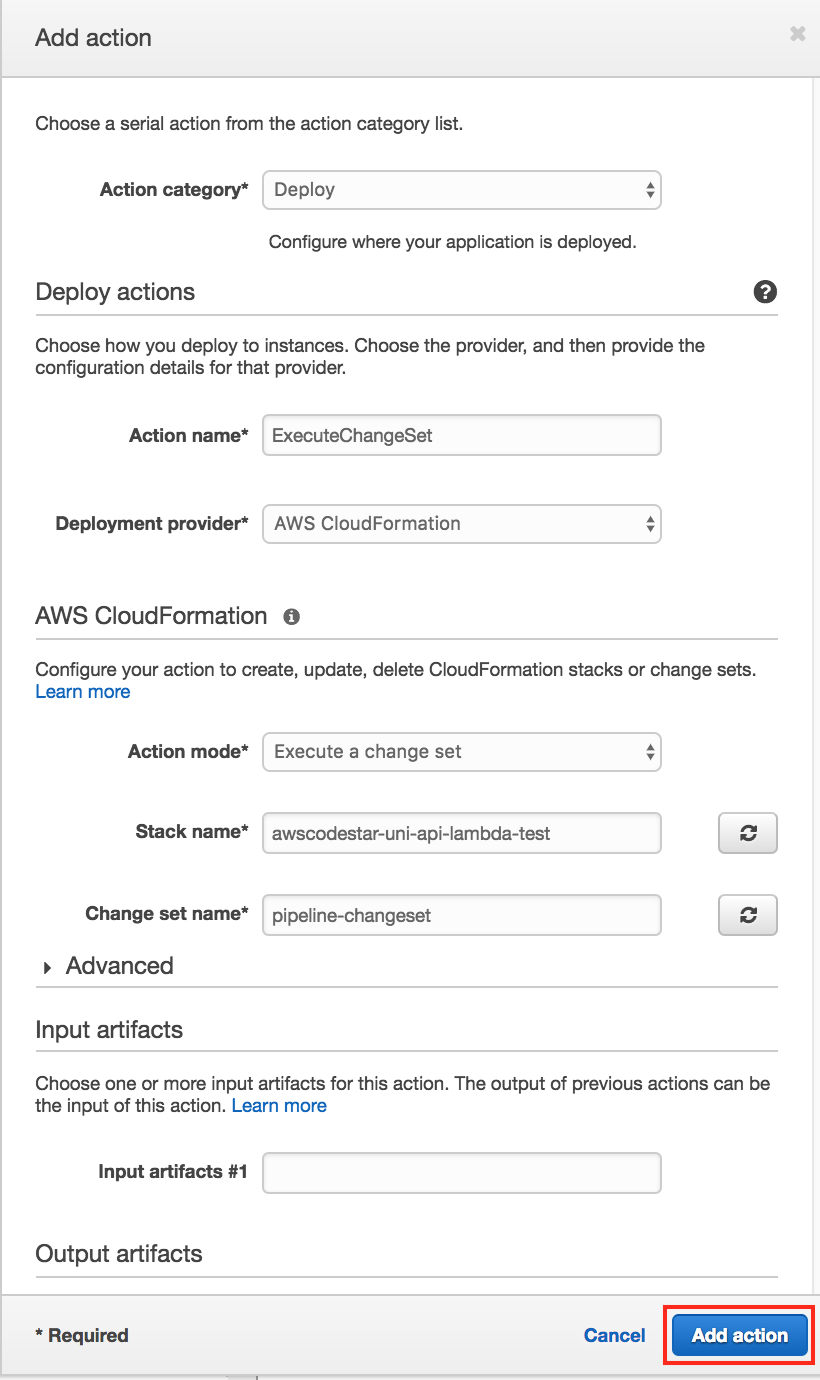 Add action
Choose a serial action from the action category list.
Action category* Deploy
Configure where your application is deployed.
Deploy actions
Choose how you deploy to instances. Choose the provider, and then provide the
configuration details for that provider.
Action name* ExecuteChangeSet
Deployment provider* AWS CloudFormation
AWS CloudFormation
Configure your action to create, update, delete CloudFormation stacks or change sets.
Learn more
Action mode* Execute a change set
Stack name* awscodestar-uni-api-lambda-test
Change set name* pipeline-changeset
Advanced
Input artifacts
Choose one or more input artifacts for this action. The output of previous actions can be
the input of this action. Learn more
Input artifacts #1
Output artifacts
* Required Cancel Add action